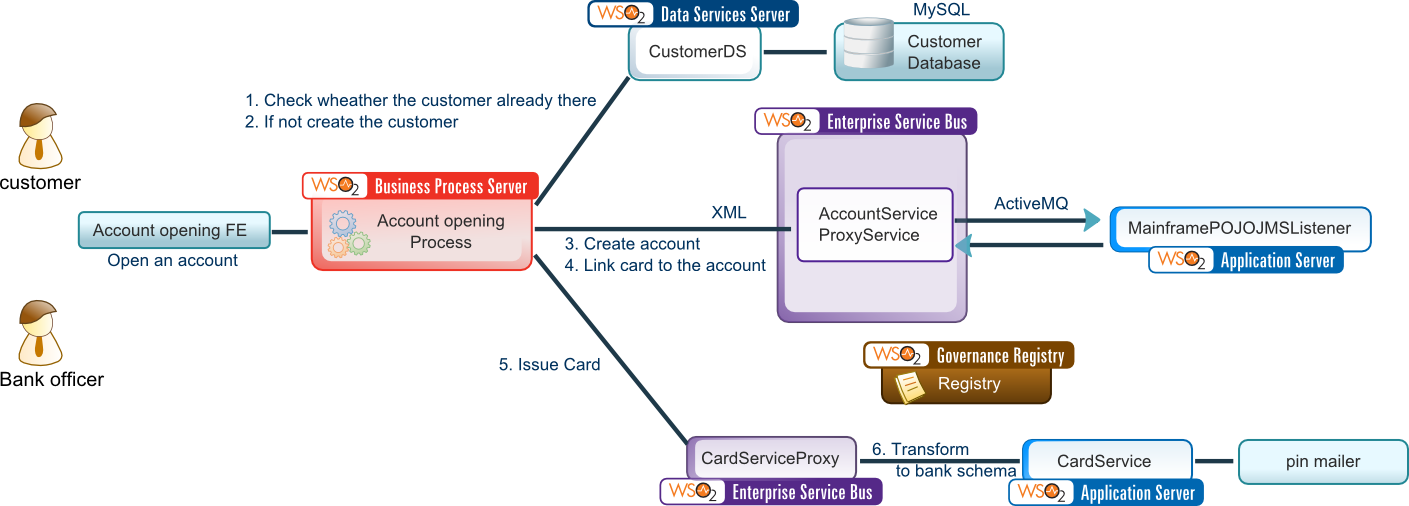 WSO2 Data Services Server
MySQL
CustomerDS
Customer
Database
1. Check wheather the customer already there
2. If not create the customer
WSO2 Enterprise Service Bus
customer
WSO2 Business Process Server
Account opening FE
Open an account
Account opening
Process
XML
3. Create account
4. Link card to the account
AccountService
ProxyService
ActiveMQ
MainframePOJOJMSListener
WSO2 Application Server
Bank officer
5. Issue Card
WSO2 Governance Registry
Registry
CardServiceProxy
WSO2 Enterprise Service Bus
6. Transform
to bank schema
CardService
WSO2 Application Server
pin mailer